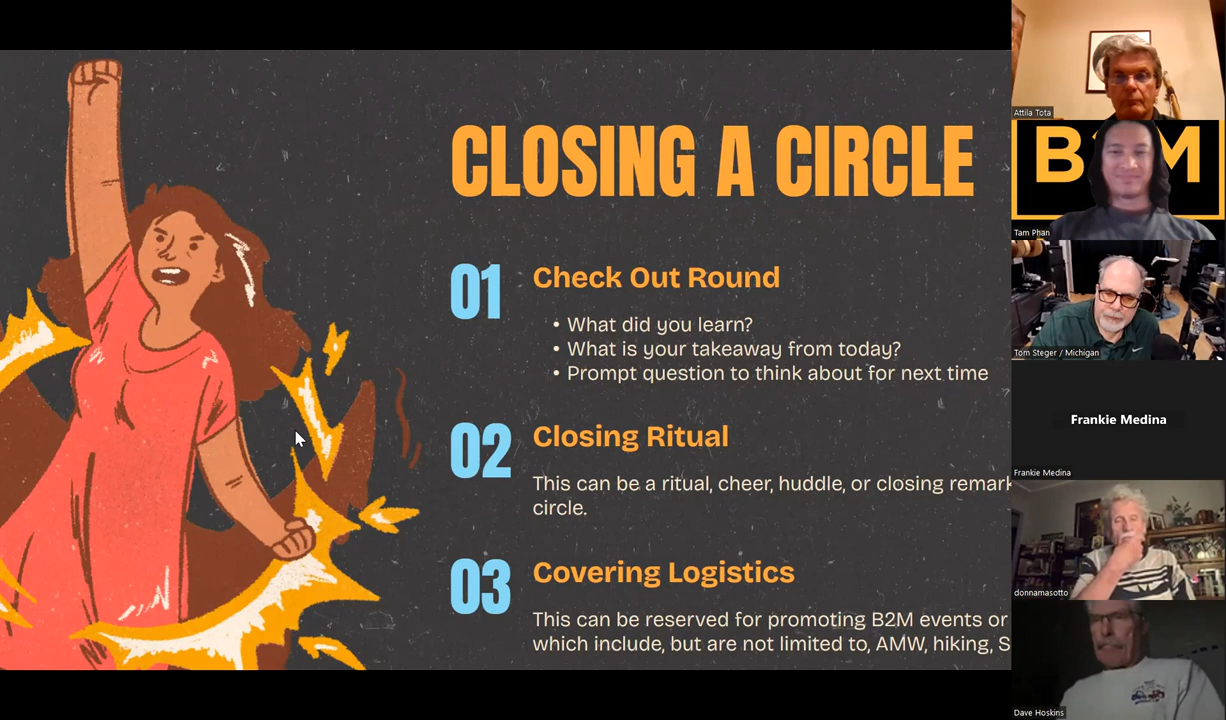 CLOSING A CIRCLE
01
Check Out Round
• What did you learn?
• What is your takeaway from today?
• Prompt question to think about for next time
02
Closing Ritual
This can be a ritual, cheer, huddle, or closing remark
circle.
03
Covering Logistics
This can be reserved for promoting B2M events or
which include, but are not limited to, AMW, hiking, S
Attila Tota
B M
Tam Phan
Tom Steger / Michigan
Frankie Medina
Frankie Medina
donnamasotto
Dave Hoskins